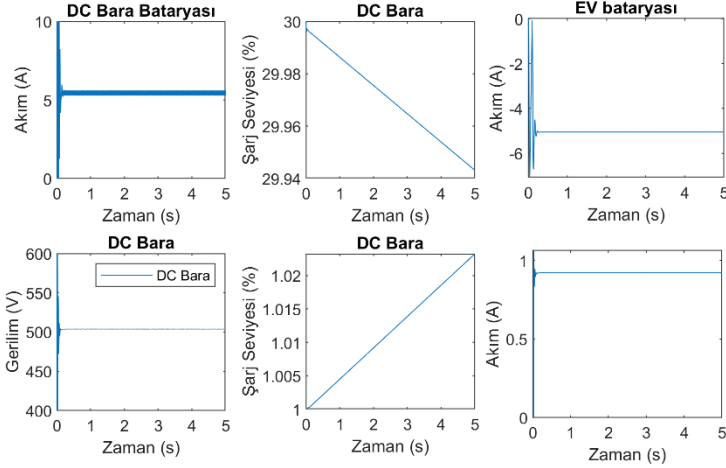 DC Bara Bataryası
10
5
0
Akım (A)
0 1 2 3 4 5
Zaman (s)
DC Bara
30
29.98
29.96
29.94
Şarj Seviyesi (%)
0 1 2 3 4 5
Zaman (s)
EV bataryası
0
-2
-4
-6
Akım (A)
0 1 2 3 4 5
Zaman (s)
DC Bara
600
550
500
450
400
Gerilim (V)
DC Bara
0 1 2 3 4 5
Zaman (s)
DC Bara
1.02
1.015
1.01
1.005
1
Şarj Seviyesi (%)
0 1 2 3 4 5
Zaman (s)
1
0.5
0
Akım (A)
0 1 2 3 4 5
Zaman (s)